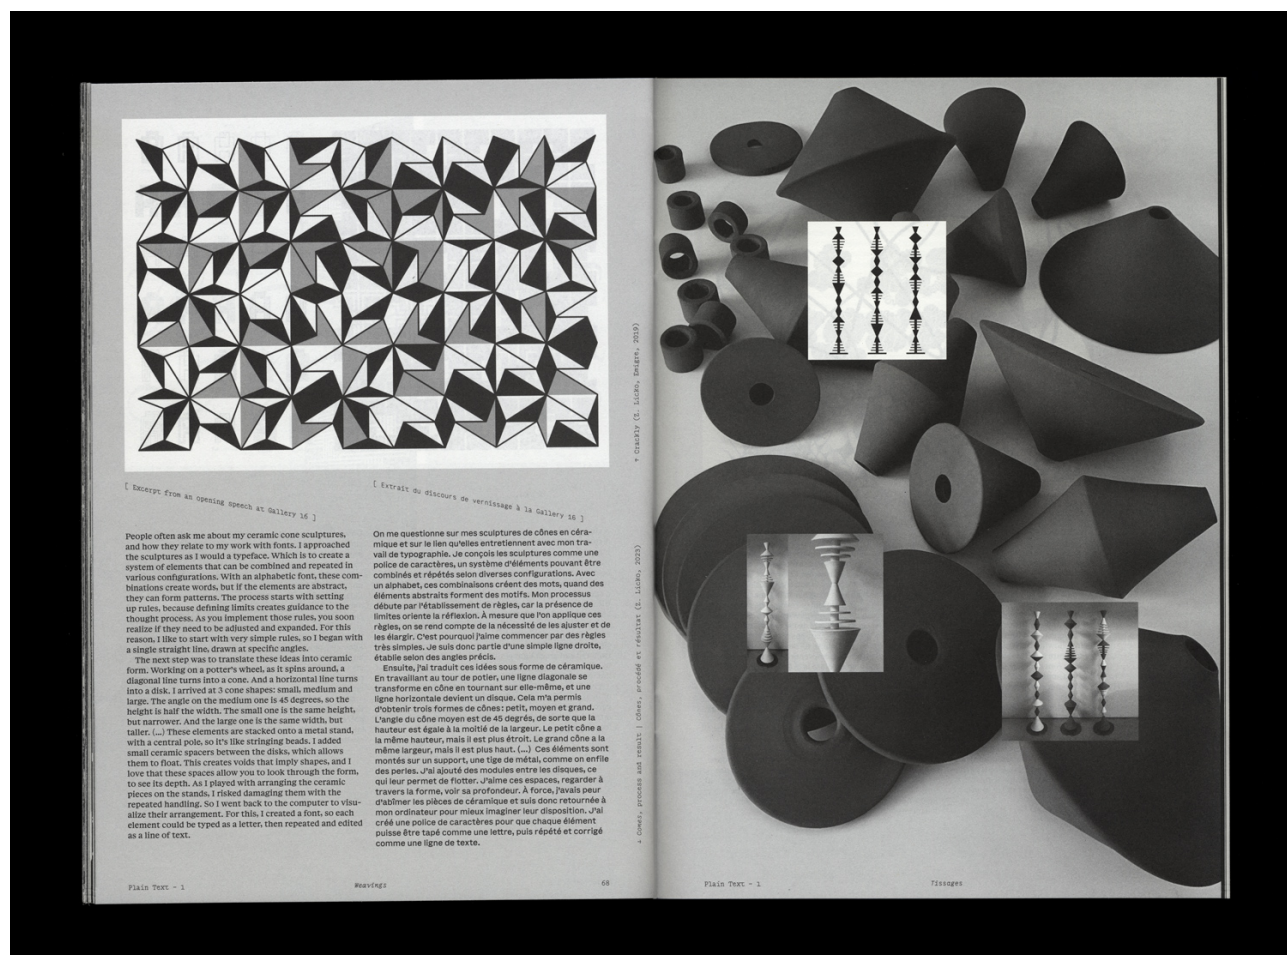 [ Excerpt from an opening speech at Gallery 16 ]
People often ask me about my ceramic cone sculptures,
and how they relate to my work with fonts. I approached
the sculptures as I would a typeface. Which is to create a
system of elements that can be combined and repeated in
various configurations. With an alphabetic font, these com-
binations create words, but if the elements are abstract,
they can form patterns. The process starts with setting
up rules, because defining limits creates guidance to the
thought process. As you implement those rules, you soon
realize if they need to be adjusted and expanded. For this
reason, I like to start with very simple rules, so I began with
a single straight line, drawn at specific angles.
The next step was to translate these ideas into ceramic
form. Working on a potter's wheel, as it spins around, a
diagonal line turns into a cone. And a horizontal line turns
into a disk. I arrived at 3 cone shapes: small, medium and
large. The angle on the medium one is 45 degrees, so the
height is half the width. The small one is the same height,
but narrower. And the large one is the same width, but
taller. (...) These elements are stacked onto a metal stand,
with a central pole, so it's like stringing beads. I added
small ceramic spacers between the disks, which allows
them to float. This creates voids that imply shapes, and I
love that these spaces allow you to look through the form,
to see its depth. As I played with arranging the ceramic
pieces on the stands, I risked damaging them with the
repeated handling. So I went back to the computer to visu-
alize their arrangement. For this, I created a font, so each
element could be typed as a letter, then repeated and edited
as a line of text.
[ Extrait du discours de vernissage à la Gallery 16 ]
On me questionne sur mes sculptures de cônes en céra-
mique et sur le lien qu'elles entretiennent avec mon tra-
vail de typographie. Je conçois les sculptures comme une
police de caractères, un système d'éléments pouvant être
combinés et répétés selon diverses configurations. Avec
un alphabet, ces combinaisons créent des mots, quand des
éléments abstraits forment des motifs. Mon processus
débute par l'établissement de règles, car la présence de
limites oriente la réflexion. À mesure que l'on applique ces
règles, on se rend compte de la nécessité de les ajuster et de
les élargir. C'est pourquoi j'aime commencer par des règles
très simples. Je suis donc partie d'une simple ligne droite,
établie selon des angles précis.
Ensuite, j'ai traduit ces idées sous forme de céramique.
En travaillant au tour de potier, une ligne diagonale se
transforme en cône en tournant sur elle-même, et une
ligne horizontale devient un disque. Cela m'a permis
d'obtenir trois formes de cônes : petit, moyen et grand.
L'angle du cône moyen est de 45 degrés, de sorte que la
hauteur est égale à la moitié de la largeur. Le petit cône a
la même hauteur, mais il est plus étroit. Le grand cône a la
même largeur, mais il est plus haut. (...) Ces éléments sont
montés sur un support, une tige de métal, comme on enfile
des perles. J'ai ajouté des modules entre les disques, ce
qui leur permet de flotter. J'aime ces espaces, regarder à
travers la forme, voir sa profondeur. À force, j'avais peur
d'abîmer les pièces de céramique et suis donc retournée à
mon ordinateur pour mieux imaginer leur disposition. J'ai
créé une police de caractères pour que chaque élément
puisse être tapé comme une lettre, puis répété et corrigé
comme une ligne de texte.
↑ Crackly (Z. Licko, Emigre, 2019)
→ Cones, process and result | Cônes, procédé et résultat (Z. Licko, 2023)
Plain Text – 1
Weavings
68
Plain Text – 1
Tissages